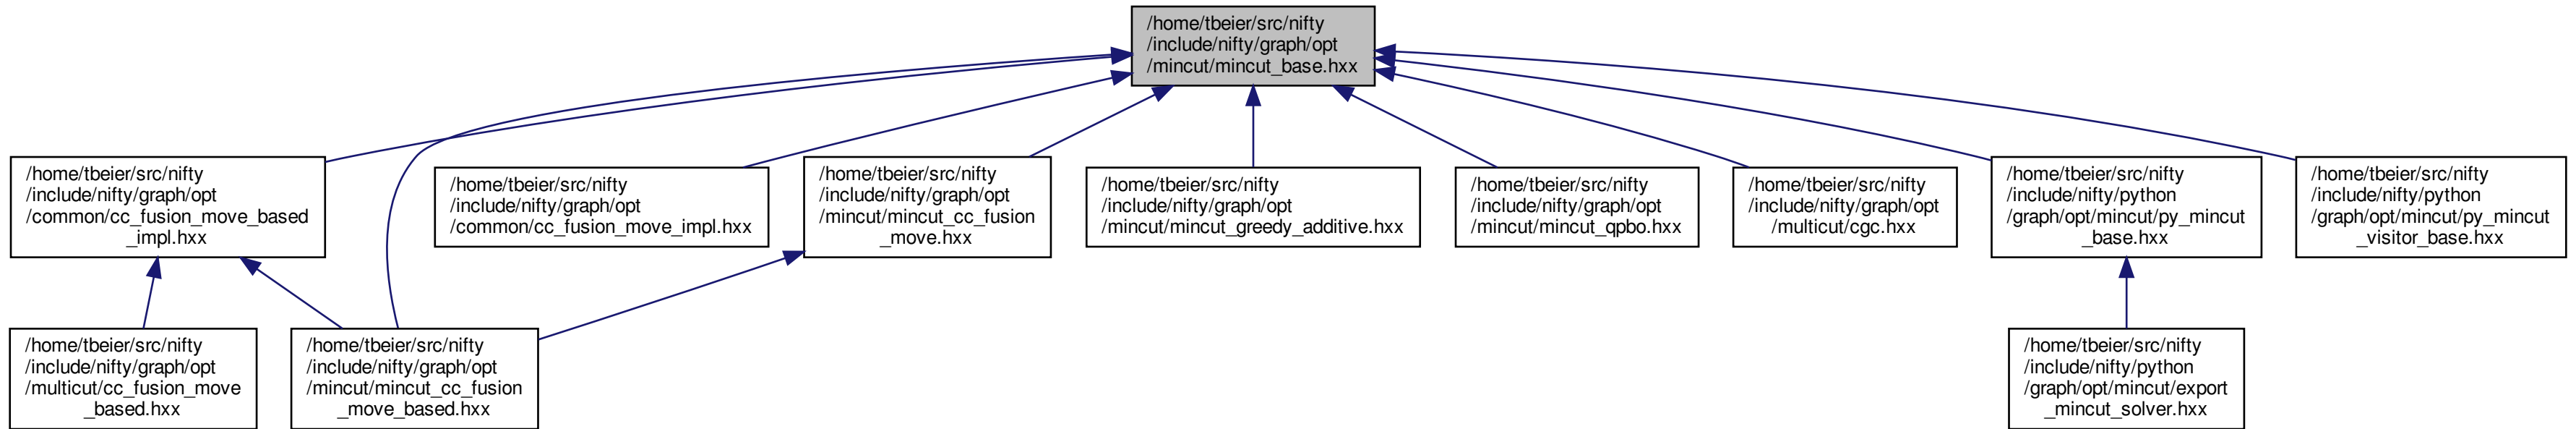 /home/tbeier/src/nifty
/include/nifty/graph/opt
/mincut/mincut_base.hxx
/home/tbeier/src/nifty
/include/nifty/graph/opt
/common/cc_fusion_move_based
_impl.hxx
/home/tbeier/src/nifty
/include/nifty/graph/opt
/common/cc_fusion_move_impl.hxx
/home/tbeier/src/nifty
/include/nifty/graph/opt
/mincut/mincut_cc_fusion
_move.hxx
/home/tbeier/src/nifty
/include/nifty/graph/opt
/mincut/mincut_greedy_additive.hxx
/home/tbeier/src/nifty
/include/nifty/graph/opt
/mincut/mincut_qpbo.hxx
/home/tbeier/src/nifty
/include/nifty/graph/opt
/multicut/cgc.hxx
/home/tbeier/src/nifty
/include/nifty/python
/graph/opt/mincut/py_mincut
_base.hxx
/home/tbeier/src/nifty
/include/nifty/python
/graph/opt/mincut/py_mincut
_visitor_base.hxx
/home/tbeier/src/nifty
/include/nifty/graph/opt
/multicut/cc_fusion_move
_based.hxx
/home/tbeier/src/nifty
/include/nifty/graph/opt
/mincut/mincut_cc_fusion
_move_based.hxx
/home/tbeier/src/nifty
/include/nifty/python
/graph/opt/mincut/export
_mincut_solver.hxx